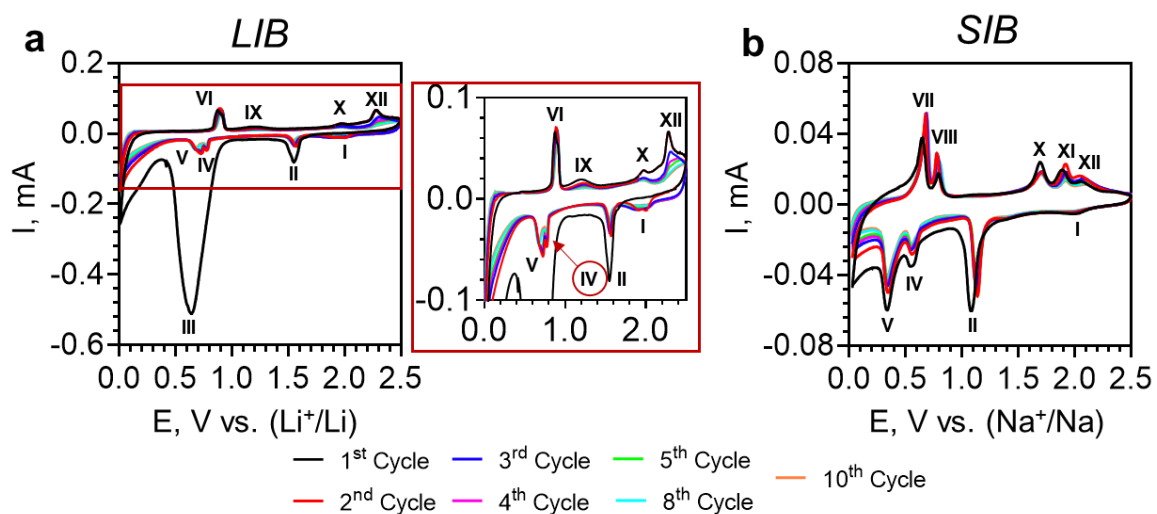 a LIB
0.2
0.0
-0.2
-0.4
-0.6
I, mA
VI IX X XII
V IV II I
III
0.0 0.5 1.0 1.5 2.0 2.5
E, V vs. (Li⁺/Li)
0.1
0.0
-0.1
VI IX X XII
V IV II I
0.0 1.0 2.0
b SIB
0.08
0.04
0.00
-0.04
-0.08
I, mA
VII VIII X XI XII
V IV II I
0.0 0.5 1.0 1.5 2.0 2.5
E, V vs. (Na⁺/Na)
1st Cycle 3rd Cycle 5th Cycle 10th Cycle
2nd Cycle 4th Cycle 8th Cycle